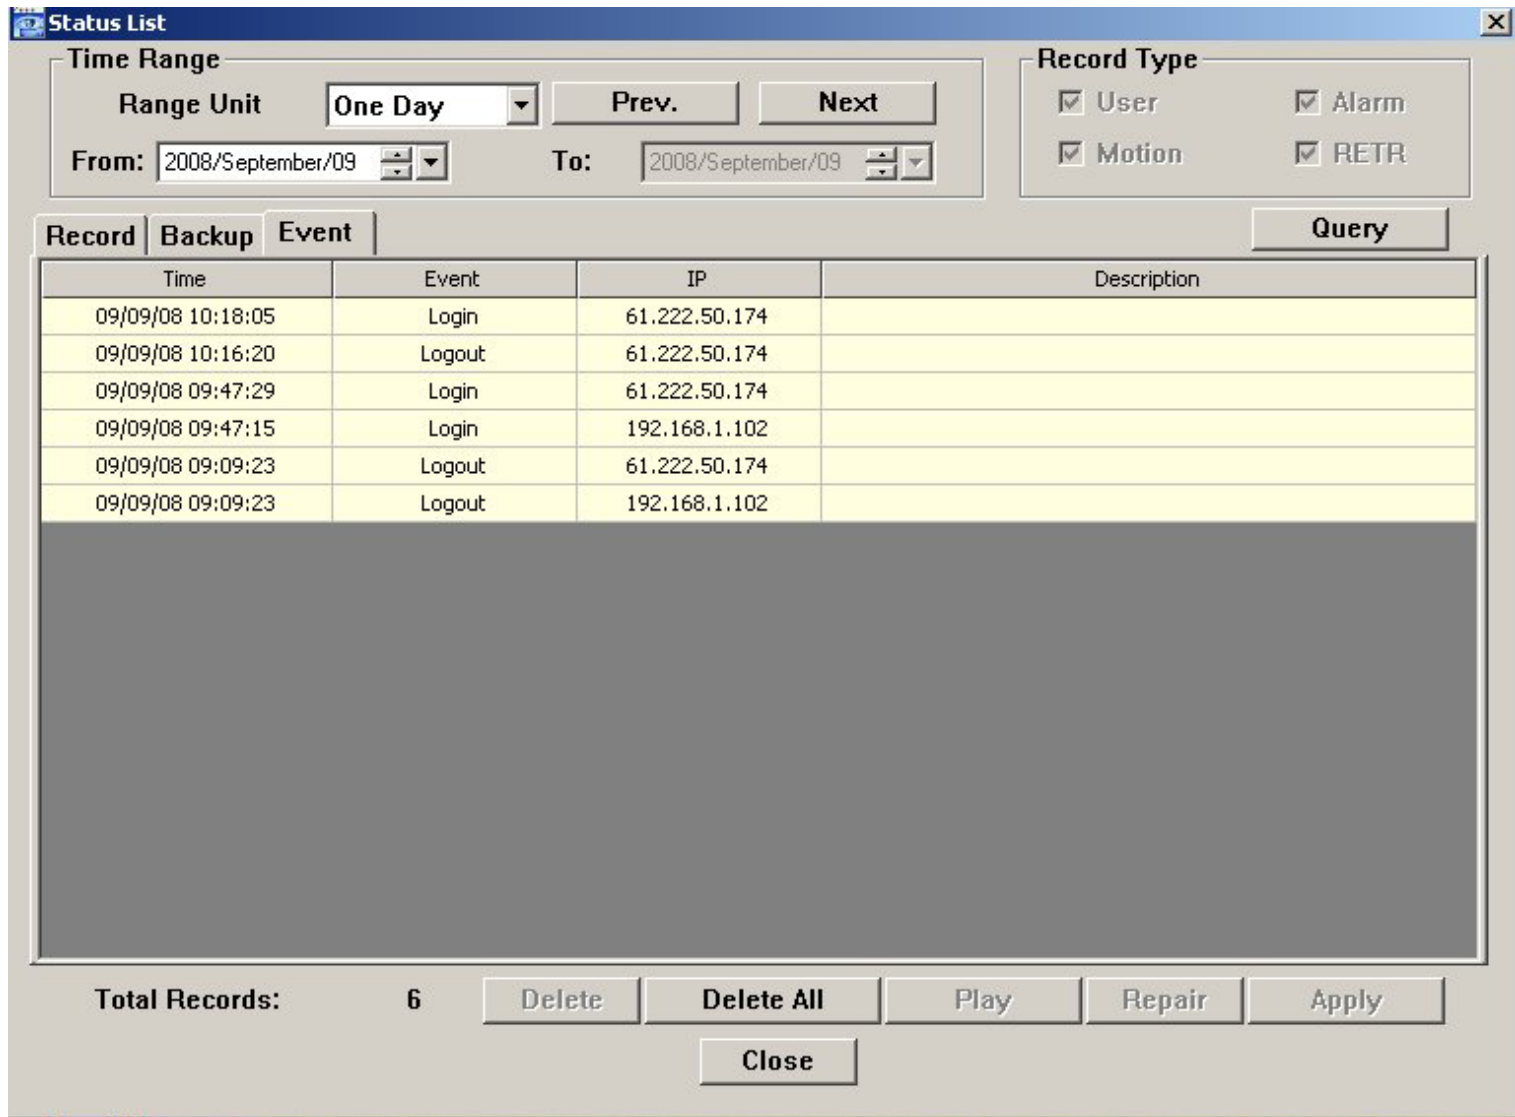 Status List
Time Range
Record Type
Range Unit One Day Prev. Next
User Alarm
From: 2008/September/09 To: 2008/September/09
Motion RETR
Record Backup Event
Query
Time Event IP Description
09/09/08 10:18:05 Login 61.222.50.174
09/09/08 10:16:20 Logout 61.222.50.174
09/09/08 09:47:29 Login 61.222.50.174
09/09/08 09:47:15 Login 192.168.1.102
09/09/08 09:09:23 Logout 61.222.50.174
09/09/08 09:09:23 Logout 192.168.1.102
Total Records: 6 Delete Delete All Play Repair Apply
Close